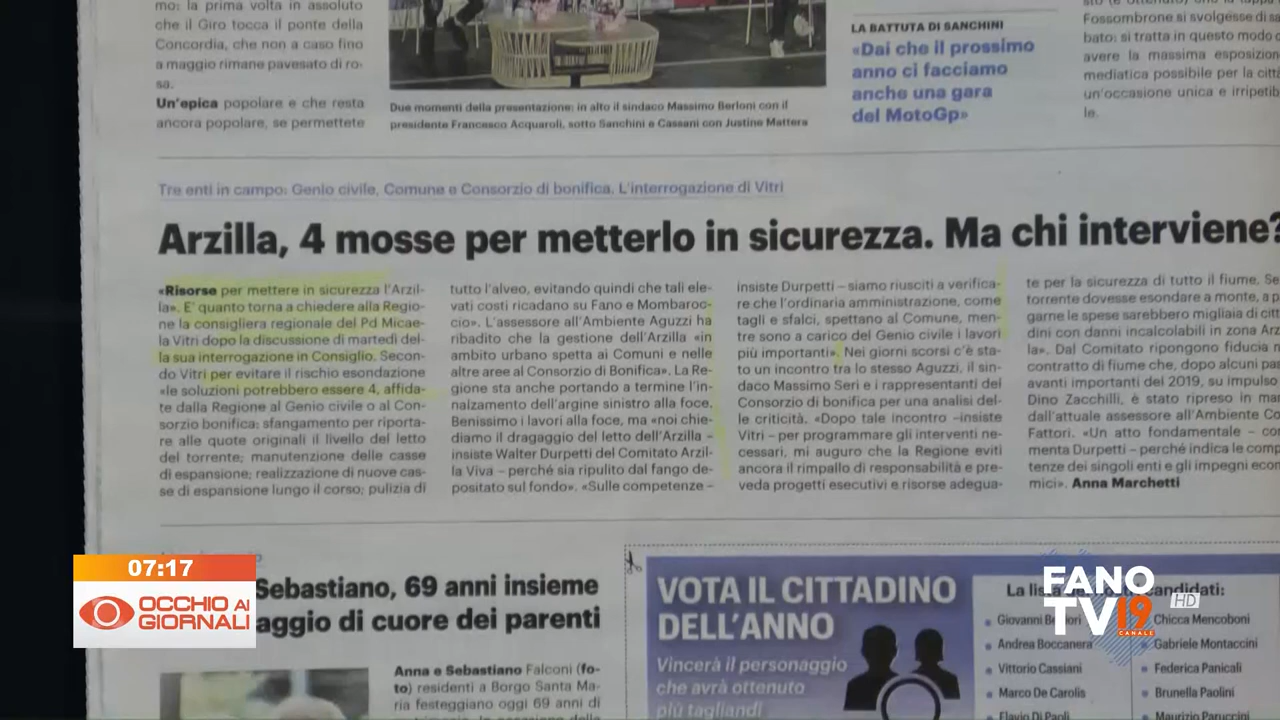 mo: la prima volta in assoluto
che il Giro tocca il ponte della
Concordia, che non a caso fino
a maggio rimane pavesato di ro-
sa.
Un'epica popolare e che resta
ancora popolare, se permettete
Due momenti della presentazione: in alto il sindaco Massimo Berloni con il
presidente Francesco Acquaroli, sotto Sanchini e Cassani con Justine Mattera
LA BATTUTA DI SANCHINI
«Dai che il prossimo
anno ci facciamo
anche una gara
del MotoGp»
Fossombrone si svolgesse di sa
bato: si tratta in questo modo d
avere la massima esposizion
mediatica possibile per la citt
un'occasione unica e irripetib
le.
Tre enti in campo: Genio civile, Comune e Consorzio di bonifica. L'interrogazione di Vitri
Arzilla, 4 mosse per metterlo in sicurezza. Ma chi interviene?
«Risorse per mettere in sicurezza l'Arzil-
la». E' quanto torna a chiedere alla Regio-
ne la consigliera regionale del Pd Micae-
la Vitri dopo la discussione di martedì del-
la sua interrogazione in Consiglio. Secon-
do Vitri per evitare il rischio esondazione
«le soluzioni potrebbero essere 4, affida-
te dalla Regione al Genio civile o al Con-
sorzio bonifica: sfangamento per riporta-
re alle quote originali il livello del letto
del torrente; manutenzione delle casse
di espansione; realizzazione di nuove cas-
se di espansione lungo il corso; pulizia di
tutto l'alveo, evitando quindi che tali ele-
vati costi ricadano su Fano e Mombaroc-
cio». L'assessore all'Ambiente Aguzzi ha
ribadito che la gestione dell'Arzilla «in
ambito urbano spetta ai Comuni e nelle
altre aree al Consorzio di Bonifica». La Re-
gione sta anche portando a termine l'in-
nalzamento dell'argine sinistro alla foce.
Benissimo i lavori alla foce, ma «noi chie-
diamo il dragaggio del letto dell'Arzilla –
insiste Walter Durpetti del Comitato Arzil-
la Viva – perché sia ripulito dal fango de-
positato sul fondo». «Sulle competenze –
insiste Durpetti – siamo riusciti a verifica-
re che l'ordinaria amministrazione, come
tagli e sfalci, spettano al Comune, men-
tre sono a carico del Genio civile i lavori
più importanti». Nei giorni scorsi c'è sta-
to un incontro tra lo stesso Aguzzi, il sin-
daco Massimo Seri e i rappresentanti del
Consorzio di bonifica per una analisi del-
le criticità. «Dopo tale incontro –insiste
Vitri – per programmare gli interventi ne-
cessari, mi auguro che la Regione eviti
ancora il rimpallo di responsabilità e pre-
veda progetti esecutivi e risorse adegua-
te per la sicurezza di tutto il fiume. Se
torrente dovesse esondare a monte, a p
garne le spese sarebbero migliaia di citt
dini con danni incalcolabili in zona Arz
la». Dal Comitato ripongono fiducia n
contratto di fiume che, dopo alcuni pas
avanti importanti del 2019, su impulso
Dino Zacchilli, è stato ripreso in man
dall'attuale assessore all'Ambiente Co
Fattori. «Un atto fondamentale – com
menta Durpetti – perché indica le comp
tenze dei singoli enti e gli impegni econ
mici». Anna Marchetti
Sebastiano, 69 anni insieme
aggio di cuore dei parenti
Anna e Sebastiano Falconi (fo-
to) residenti a Borgo Santa Ma-
ria festeggiano oggi 69 anni di
VOTA IL CITTADINO
DELL'ANNO
Vincerà il personaggio
che avrà ottenuto
più tagliandi
La candidati:
Giovanni
Andrea Boccanera
Vittorio Cassiani
Marco De Carolis
Flavio Di Paoli
Chicca Mencoboni
Gabriele Montaccini
Federica Panicali
Brunella Paolini
Maurizio Paruccini
07:17
OCCHIO AI
GIORNALI
FANO
TV 19
CANALE
HD